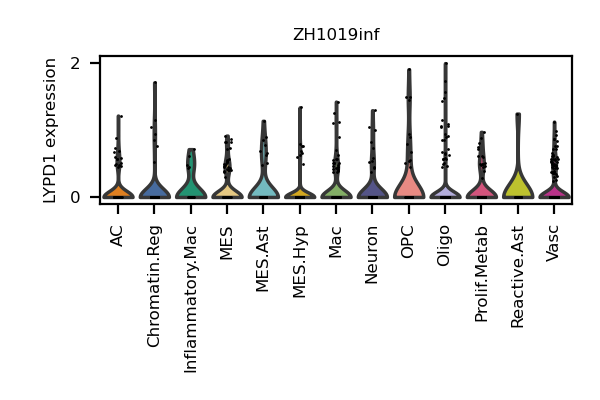 ZH1019inf
LYPD1 expression
2
0
AC
Chromatin.Reg
Inflammatory.Mac
MES
MES.Ast
MES.Hyp
Mac
Neuron
OPC
Oligo
Prolif.Metab
Reactive.Ast
Vasc